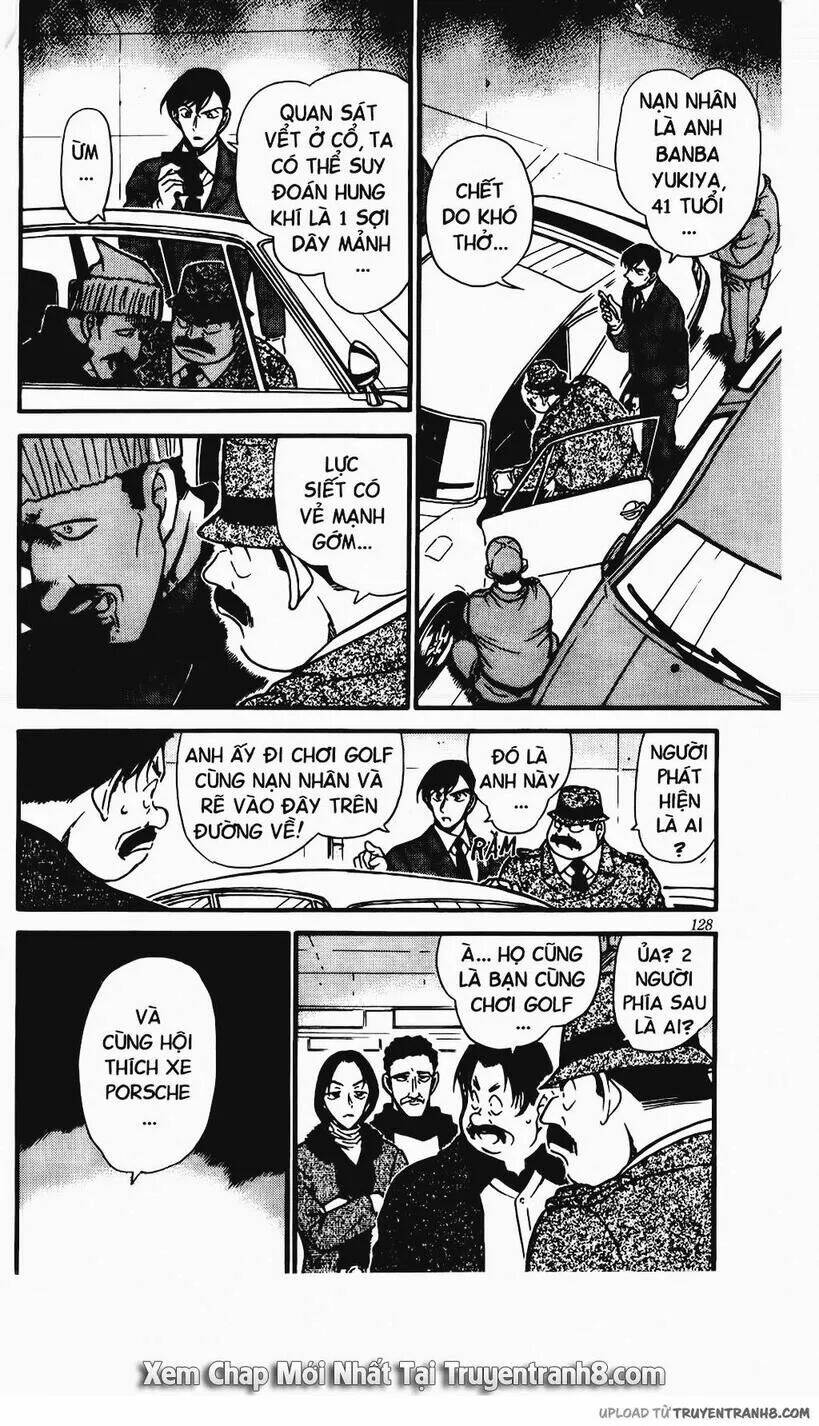 NẠN NHÂN
LÀ ANH
BANBA
YUKIYA,
41 TUỔI
...
CHẾT
DO KHÓ
THỞ...
QUAN SÁT
VẾT Ở CỔ, TA
CÓ THỂ SUY
ĐOÁN HUNG
KHÍ LÀ 1 SỢI
DÂY MẢNH
...
ỪM
...
LỰC
SIẾT CÓ
VẺ MẠNH
GỚM...
NGƯỜI
PHÁT
HIỆN
LÀ AI
?
ĐÓ LÀ
ANH NÀY
...
RẦM
ANH ẤY ĐI CHƠI GOLF
CÙNG NẠN NHÂN VÀ
RẼ VÀO ĐÂY TRÊN
ĐƯỜNG VỀ!
128
ỦA? 2
NGƯỜI
PHÍA SAU
LÀ AI?
À... HỌ CŨNG
LÀ BẠN CÙNG
CHƠI GOLF
...
VÀ
CÙNG HỘI
THÍCH XE
PORSCHE
...
Xem Chap Mới Nhất Tại Truyentranh8.com
UPLOAD TỪ TRUYENTRANH8.COM